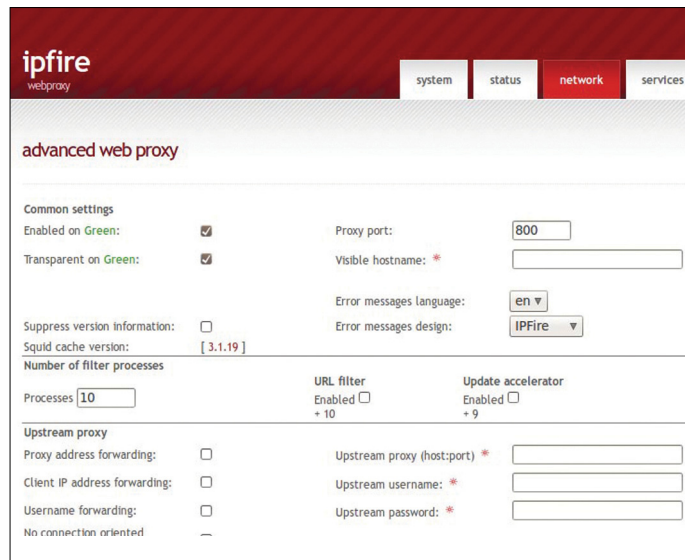 ipfire
webproxy
system status network services
advanced web proxy
Common settings
Enabled on Green: Proxy port: 800
Transparent on Green: Visible hostname: *
Error messages language: en
Suppress version information: Error messages design: IPFire
Squid cache version: [ 3.1.19 ]
Number of filter processes
URL filter Update accelerator
Processes 10 Enabled Enabled
+ 10 + 9
Upstream proxy
Proxy address forwarding: Upstream proxy (host:port) *
Client IP address forwarding: Upstream username: *
Username forwarding: Upstream password: *
No connection oriented